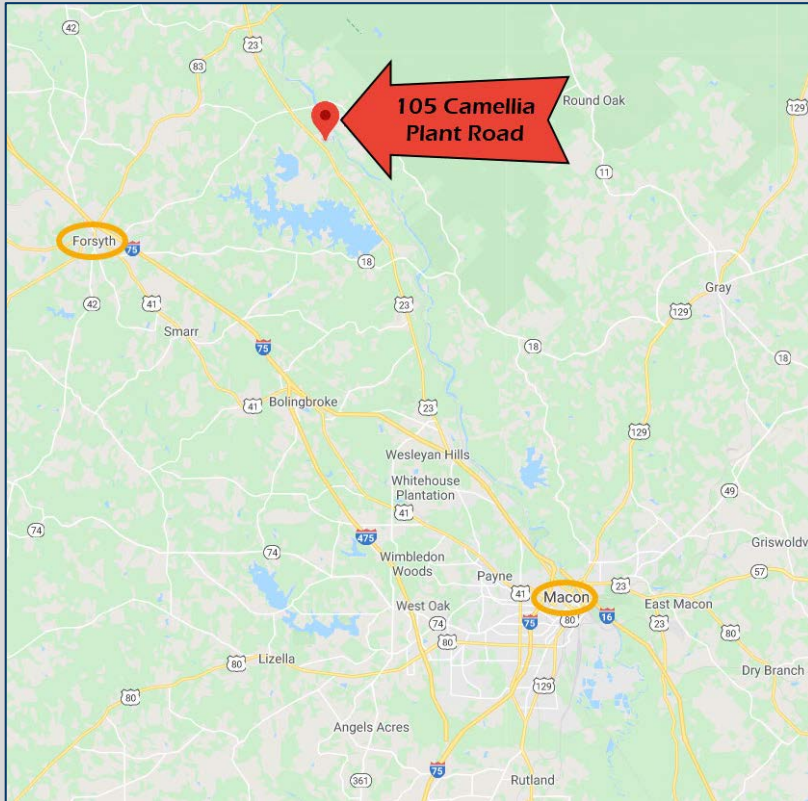 42
23
83
129
105 Camellia
Plant Road
Round Oak
11
Forsyth
75
18
42
41
23
Gray
129
Smarr
18
18
75
41
Bolingbroke
23
129
Wesleyan Hills
Whitehouse
Plantation
49
41
74
475
Griswoldv
74
Wimbledon
Woods
57
Payne
41
Macon
23
West Oak
East Macon
74
75
80
16
23
80
80
Lizella
80
Dry Branch
80
129
Angels Acres
75
361
Rutland